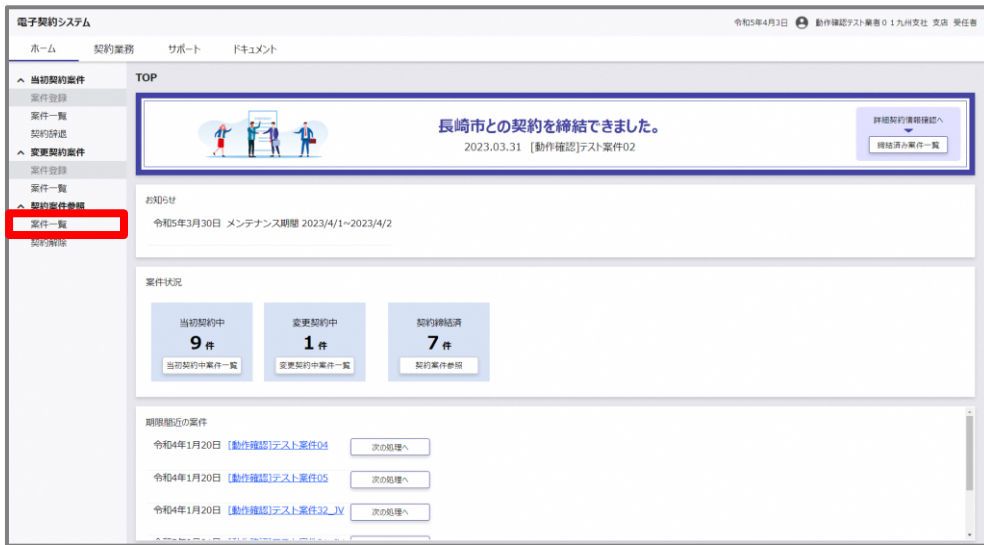 電子契約システム
令和5年4月3日 動作確認テスト業者01九州支社 支店 受任者
ホーム 契約業務 サポート ドキュメント
当初契約案件
案件登録
案件一覧
契約辞退
変更契約案件
案件登録
案件一覧
契約案件参照
案件一覧
契約解除
TOP
長崎市との契約を締結できました。
2023.03.31 [動作確認]テスト案件02
詳細契約情報確認へ
締結済み案件一覧
お知らせ
令和5年3月30日 メンテナンス期間 2023/4/1~2023/4/2
案件状況
当初契約中
9 件
当初契約中案件一覧
変更契約中
1 件
変更契約中案件一覧
契約締結済
7 件
契約案件参照
期限間近の案件
令和4年1月20日 [動作確認]テスト案件04 次の処理へ
令和4年1月20日 [動作確認]テスト案件05 次の処理へ
令和4年1月20日 [動作確認]テスト案件32_JV 次の処理へ